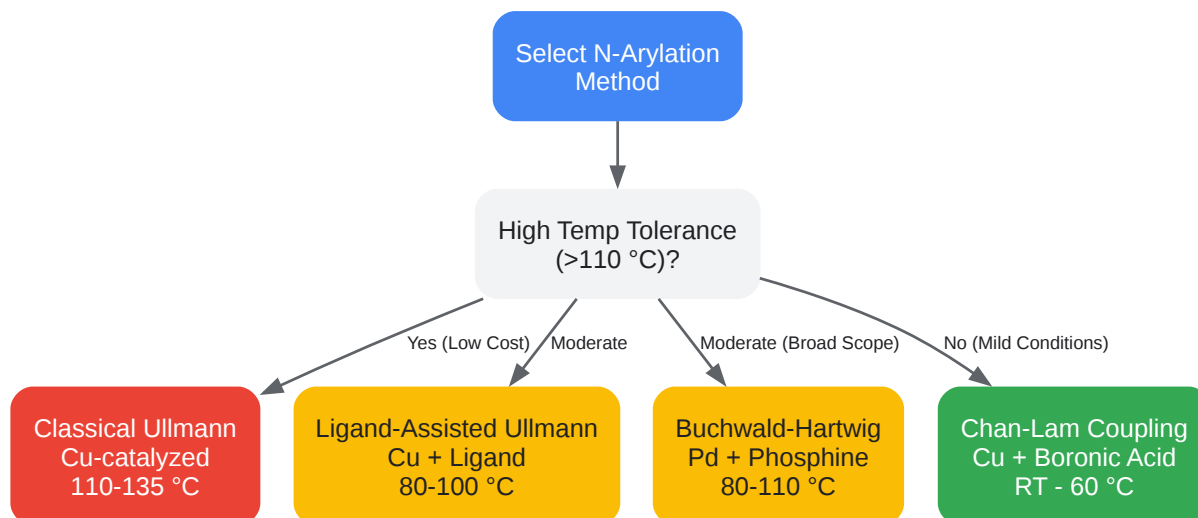 Select N-Arylation
Method
High Temp Tolerance
(>110 °C)?
Yes (Low Cost)
Moderate
Moderate (Broad Scope)
No (Mild Conditions)
Classical Ullmann
Cu-catalyzed
110-135 °C
Ligand-Assisted Ullmann
Cu + Ligand
80-100 °C
Buchwald-Hartwig
Pd + Phosphine
80-110 °C
Chan-Lam Coupling
Cu + Boronic Acid
RT - 60 °C